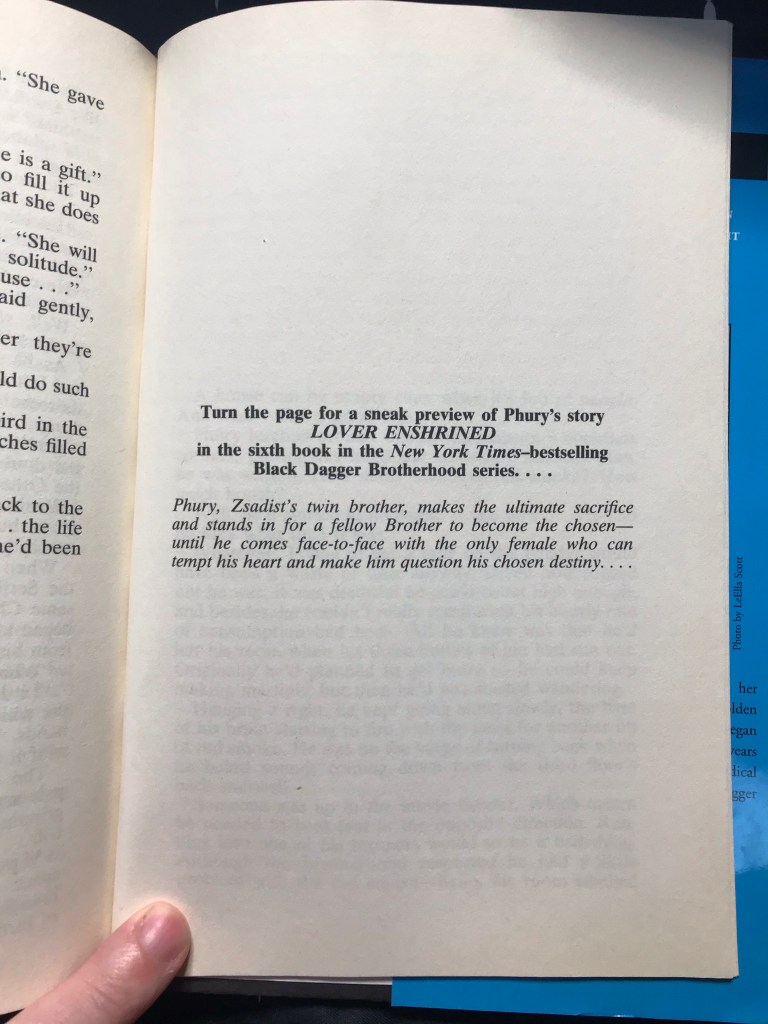 . "She gave
e is a gift."
o fill it up
at she does
. "She will
solitude."
use . . ."
aid gently,
er they're
ld do such
ird in the
ches filled
ck to the
. the life
e'd been
Turn the page for a sneak preview of Phury's story
LOVER ENSHRINED
in the sixth book in the New York Times–bestselling
Black Dagger Brotherhood series. . . .
Phury, Zsadist's twin brother, makes the ultimate sacrifice
and stands in for a fellow Brother to become the chosen—
until he comes face-to-face with the only female who can
tempt his heart and make him question his chosen destiny. . . .
Photo by LeElla Scott
her
lden
egan
years
dical
gger